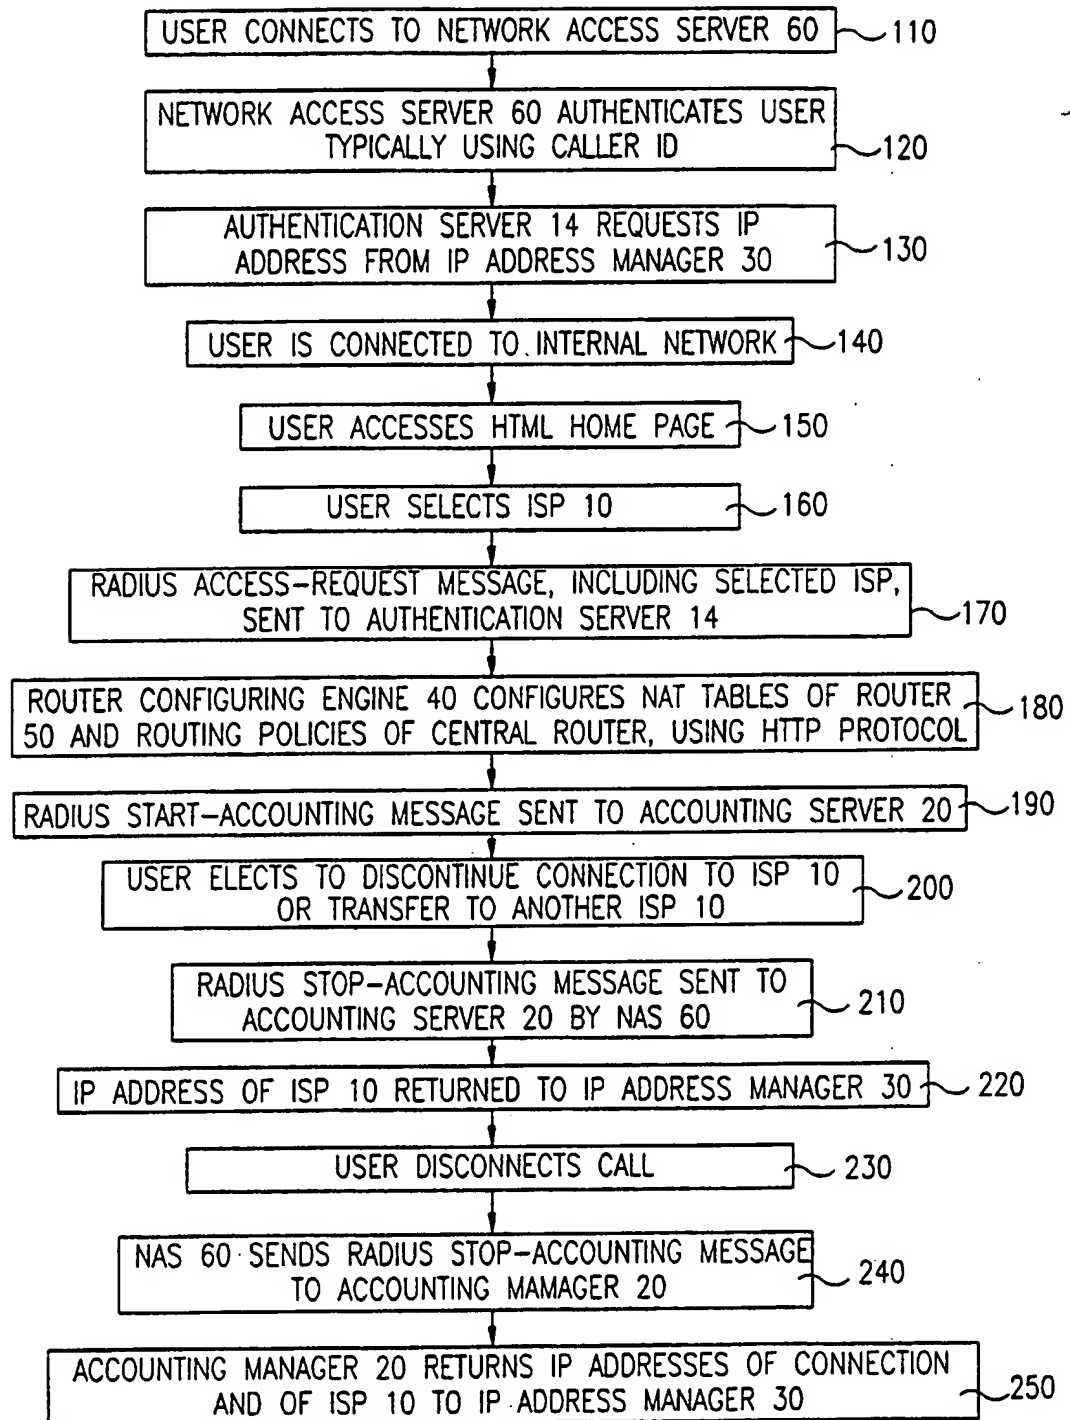 USER CONNECTS TO NETWORK ACCESS SERVER 60
110
NETWORK ACCESS SERVER 60 AUTHENTICATES USER
TYPICALLY USING CALLER ID
120
AUTHENTICATION SERVER 14 REQUESTS IP
ADDRESS FROM IP ADDRESS MANAGER 30
130
USER IS CONNECTED TO INTERNAL NETWORK
140
USER ACCESSES HTML HOME PAGE
150
USER SELECTS ISP 10
160
RADIUS ACCESS-REQUEST MESSAGE, INCLUDING SELECTED ISP,
SENT TO AUTHENTICATION SERVER 14
170
ROUTER CONFIGURING ENGINE 40 CONFIGURES NAT TABLES OF ROUTER
50 AND ROUTING POLICIES OF CENTRAL ROUTER, USING HTTP PROTOCOL
180
RADIUS START-ACCOUNTING MESSAGE SENT TO ACCOUNTING SERVER 20
190
USER ELECTS TO DISCONTINUE CONNECTION TO ISP 10
OR TRANSFER TO ANOTHER ISP 10
200
RADIUS STOP-ACCOUNTING MESSAGE SENT TO
ACCOUNTING SERVER 20 BY NAS 60
210
IP ADDRESS OF ISP 10 RETURNED TO IP ADDRESS MANAGER 30
220
USER DISCONNECTS CALL
230
NAS 60 SENDS RADIUS STOP-ACCOUNTING MESSAGE
TO ACCOUNTING MAMAGER 20
240
ACCOUNTING MANAGER 20 RETURNS IP ADDRESSES OF CONNECTION
AND OF ISP 10 TO IP ADDRESS MANAGER 30
250